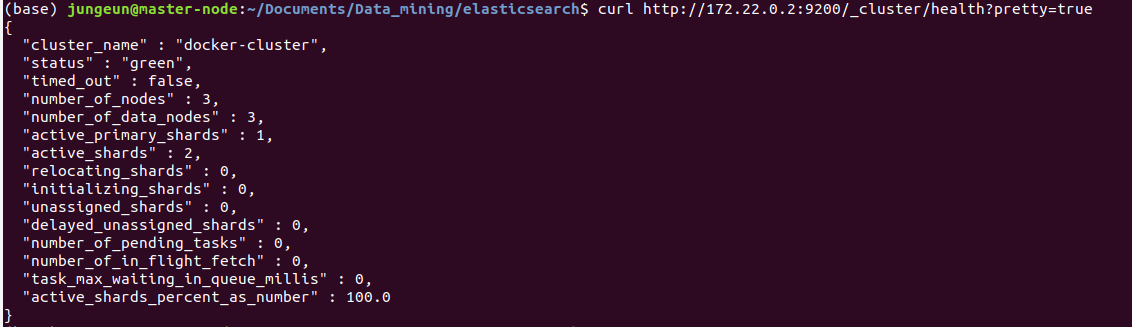 (base) jungeun@master-node:~/Documents/Data_mining/elasticsearch$ curl http://172.22.0.2:9200/_cluster/health?pretty=true
{
  "cluster_name" : "docker-cluster",
  "status" : "green",
  "timed_out" : false,
  "number_of_nodes" : 3,
  "number_of_data_nodes" : 3,
  "active_primary_shards" : 1,
  "active_shards" : 2,
  "relocating_shards" : 0,
  "initializing_shards" : 0,
  "unassigned_shards" : 0,
  "delayed_unassigned_shards" : 0,
  "number_of_pending_tasks" : 0,
  "number_of_in_flight_fetch" : 0,
  "task_max_waiting_in_queue_millis" : 0,
  "active_shards_percent_as_number" : 100.0
}